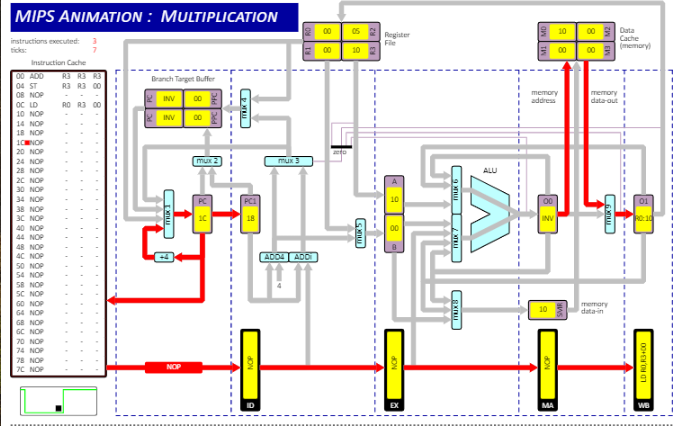 MIPS ANIMATION : MULTIPLICATION
instructions executed: 3
ticks: 7
Instruction Cache
00 ADD R3 R3 R3
04 ST R3 R3 00
08 NOP - - -
0C LD R0 R3 00
10 NOP - - -
14 NOP - - -
18 NOP - - -
1C NOP - - -
20 NOP - - -
24 NOP - - -
28 NOP - - -
2C NOP - - -
30 NOP - - -
34 NOP - - -
38 NOP - - -
3C NOP - - -
40 NOP - - -
44 NOP - - -
48 NOP - - -
4C NOP - - -
50 NOP - - -
54 NOP - - -
58 NOP - - -
5C NOP - - -
60 NOP - - -
64 NOP - - -
68 NOP - - -
6C NOP - - -
70 NOP - - -
74 NOP - - -
78 NOP - - -
7C NOP - - -
R0 00 05 R2
R1 00 10 R3
Register
File
M0 10 00 M2
M1 00 00 M3
Data
Cache
(memory)
Branch Target Buffer
PC INV 00 PPC
PC INV 00 PPC
mux 4
memory
address
memory
data-out
zero
mux 2
mux 3
mux 1
PC
1C
PC1
18
+4
ADD4
ADDi
4
mux 5
A
10
00
B
mux 6
mux 7
ALU
O0
INV
mux 9
O1
R0:10
mux 8
10
SMR
memory
data-in
NOP
NOP
ID
NOP
EX
NOP
MA
LD R0,R3+00
WB